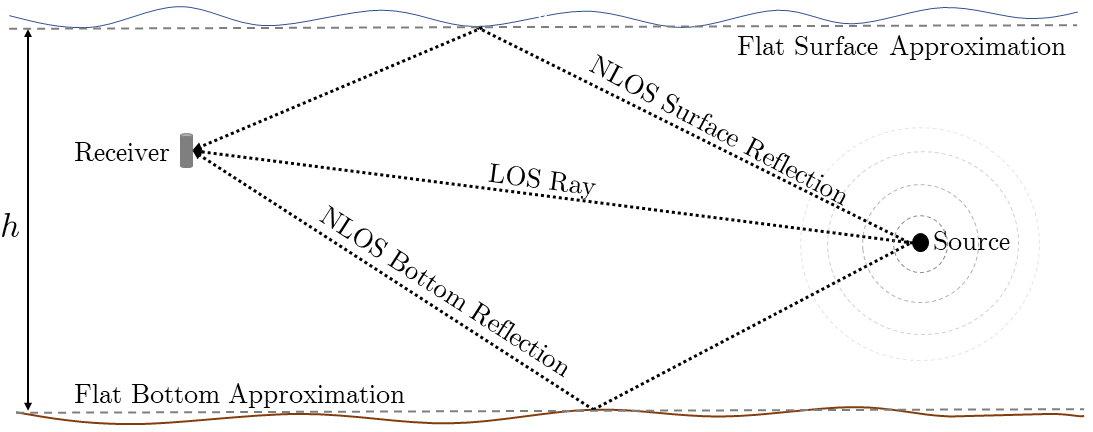 Flat Surface Approximation
NLOS Surface Reflection
Receiver
LOS Ray
h
NLOS Bottom Reflection
Source
Flat Bottom Approximation